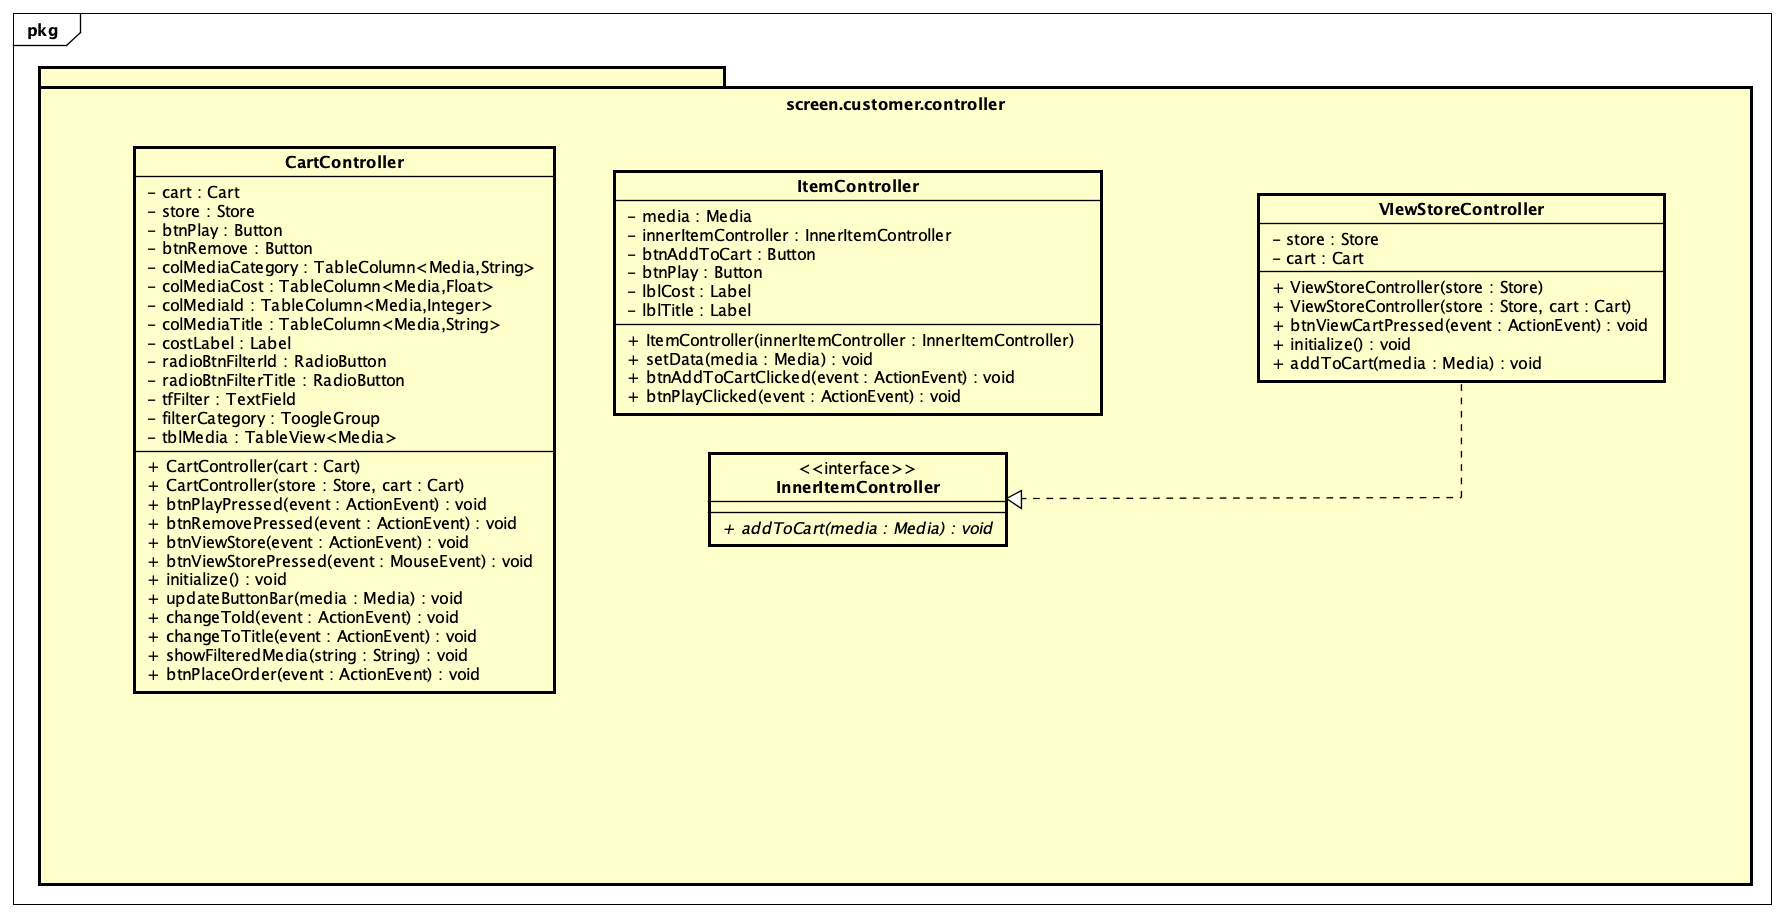 pkg
screen.customer.controller
CartController
- cart : Cart
- store : Store
- btnPlay : Button
- btnRemove : Button
- colMediaCategory : TableColumn<Media,String>
- colMediaCost : TableColumn<Media,Float>
- colMediaId : TableColumn<Media,Integer>
- colMediaTitle : TableColumn<Media,String>
- costLabel : Label
- radioBtnFilterId : RadioButton
- radioBtnFilterTitle : RadioButton
- tfFilter : TextField
- filterCategory : ToogleGroup
- tblMedia : TableView<Media>
+ CartController(cart : Cart)
+ CartController(store : Store, cart : Cart)
+ btnPlayPressed(event : ActionEvent) : void
+ btnRemovePressed(event : ActionEvent) : void
+ btnViewStore(event : ActionEvent) : void
+ btnViewStorePressed(event : MouseEvent) : void
+ initialize() : void
+ updateButtonBar(media : Media) : void
+ changeToId(event : ActionEvent) : void
+ changeToTitle(event : ActionEvent) : void
+ showFilteredMedia(string : String) : void
+ btnPlaceOrder(event : ActionEvent) : void
ItemController
- media : Media
- innerItemController : InnerItemController
- btnAddToCart : Button
- btnPlay : Button
- lblCost : Label
- lblTitle : Label
+ ItemController(innerItemController : InnerItemController)
+ setData(media : Media) : void
+ btnAddToCartClicked(event : ActionEvent) : void
+ btnPlayClicked(event : ActionEvent) : void
<<interface>>
InnerItemController
+ addToCart(media : Media) : void
VIewStoreController
- store : Store
- cart : Cart
+ ViewStoreController(store : Store)
+ ViewStoreController(store : Store, cart : Cart)
+ btnViewCartPressed(event : ActionEvent) : void
+ initialize() : void
+ addToCart(media : Media) : void